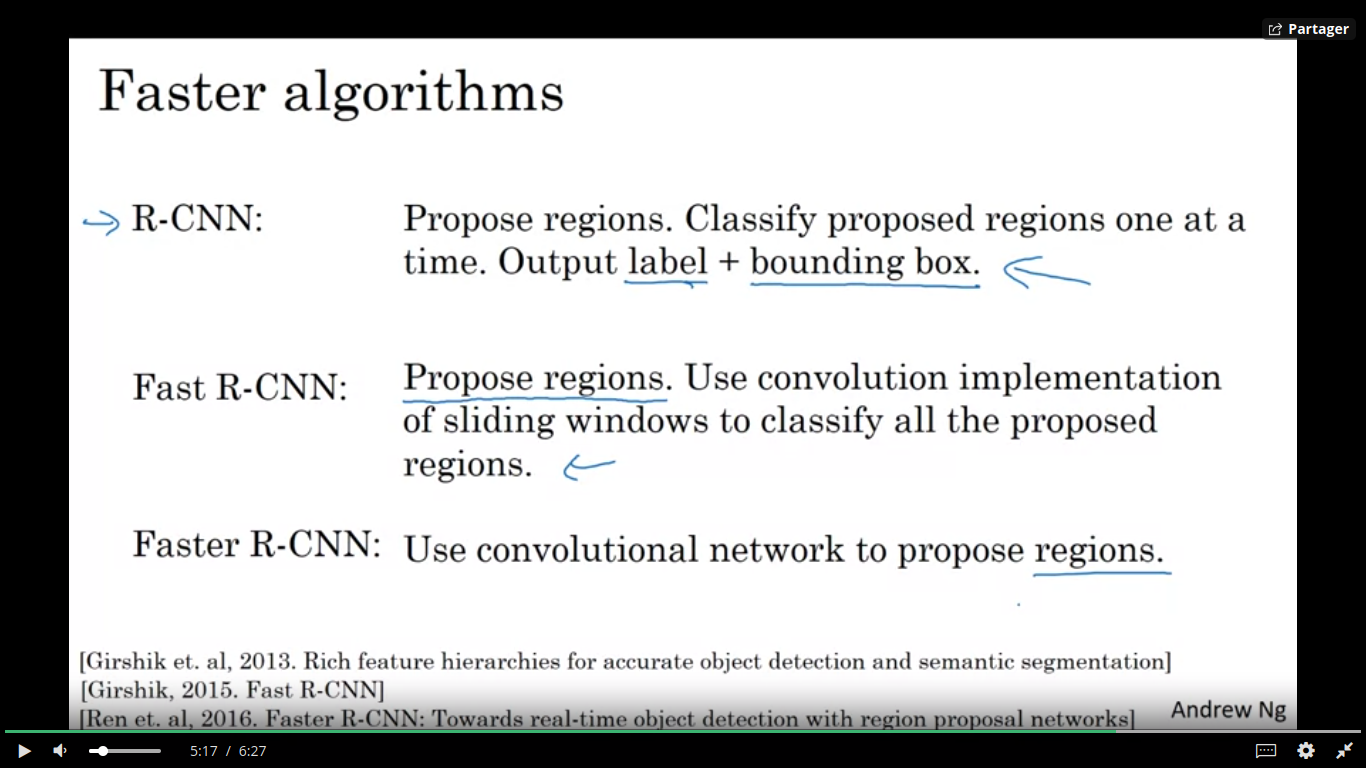 Partager
Faster algorithms
R-CNN:
Propose regions. Classify proposed regions one at a
time. Output label + bounding box.
Fast R-CNN:
Propose regions. Use convolution implementation
of sliding windows to classify all the proposed
regions.
Faster R-CNN:
Use convolutional network to propose regions.
[Girshik et. al, 2013. Rich feature hierarchies for accurate object detection and semantic segmentation]
[Girshik, 2015. Fast R-CNN]
[Ren et. al, 2016. Faster R-CNN: Towards real-time object detection with region proposal networks]
Andrew Ng
5:17 / 6:27